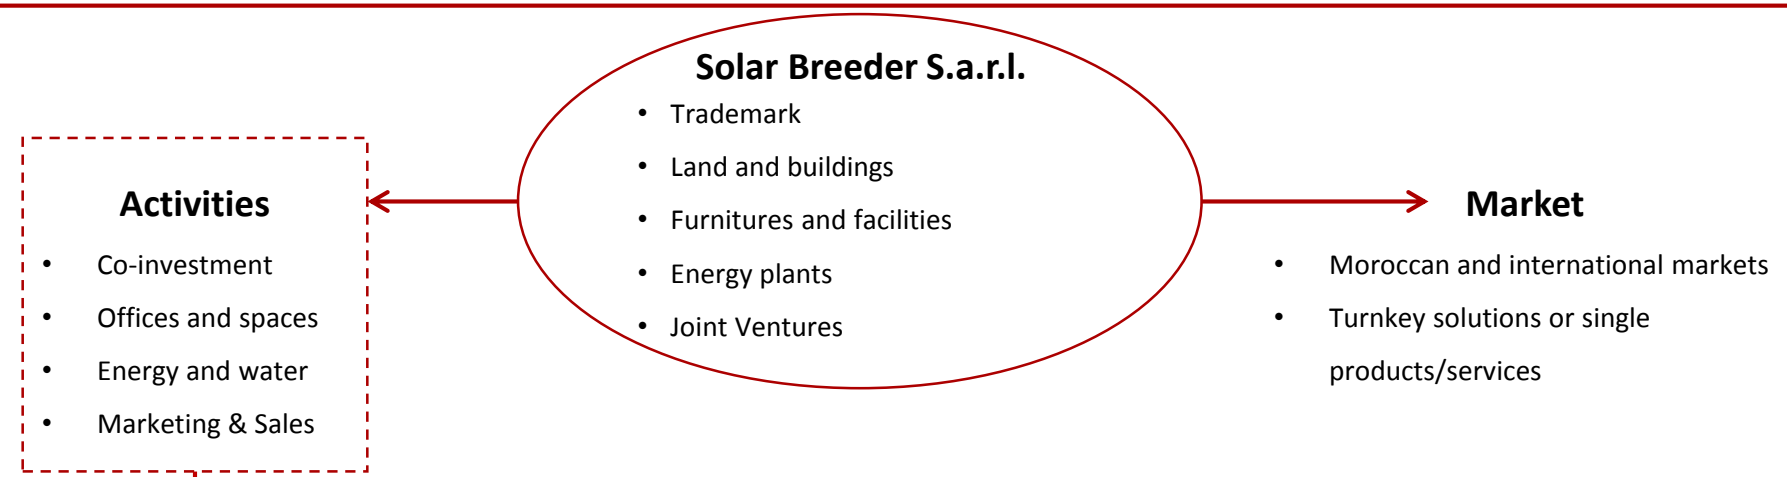 Solar Breeder S.a.r.l.
• Trademark
• Land and buildings
• Furnitures and facilities
• Energy plants
• Joint Ventures
Activities
• Co-investment
• Offices and spaces
• Energy and water
• Marketing & Sales
Market
• Moroccan and international markets
• Turnkey solutions or single
products/services